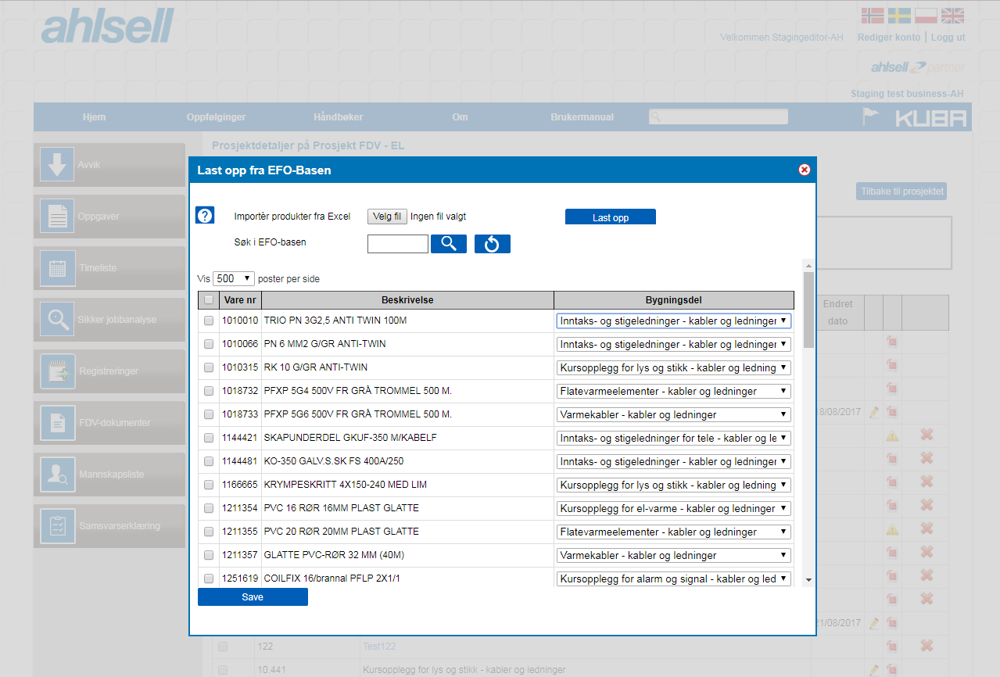 ahlsell
Velkommen Stagingeditor-AH Rediger konto | Logg ut
ahlsell partner
Staging test business-AH
Hjem Oppfølginger Håndbøker Om Brukermanual KUBA
Prosjektdetaljer på Prosjekt FDV - EL
Avvik
Oppgaver
Timeliste
Sikker jobbanalyse
Registreringer
FDV-dokumenter
Mannskapsliste
Samsvarserklæring
Tilbake til prosjektet
Last opp fra EFO-Basen
Importèr produkter fra Excel Velg fil Ingen fil valgt Last opp
Søk i EFO-basen
Vis 500 poster per side
Vare nr Beskrivelse Bygningsdel
1010010 TRIO PN 3G2,5 ANTI TWIN 100M Inntaks- og stigeledninger - kabler og ledninger
1010066 PN 6 MM2 G/GR ANTI-TWIN Inntaks- og stigeledninger - kabler og ledninger
1010315 RK 10 G/GR ANTI-TWIN Kursopplegg for lys og stikk - kabler og ledning
1018732 PFXP 5G4 500V FR GRÅ TROMMEL 500 M. Flatevarmeelementer - kabler og ledninger
1018733 PFXP 5G6 500V FR GRÅ TROMMEL 500 M. Varmekabler - kabler og ledninger
1144421 SKAPUNDERDEL GKUF-350 M/KABELF Inntaks- og stigeledninger for tele - kabler og le
1144481 KO-350 GALV.S.SK FS 400A/250 Inntaks- og stigeledninger - kabler og ledninger
1166665 KRYMPESKRITT 4X150-240 MED LIM Kursopplegg for lys og stikk - kabler og ledning
1211354 PVC 16 RØR 16MM PLAST GLATTE Kursopplegg for el-varme - kabler og ledninger
1211355 PVC 20 RØR 20MM PLAST GLATTE Flatevarmeelementer - kabler og ledninger
1211357 GLATTE PVC-RØR 32 MM (40M) Varmekabler - kabler og ledninger
1251619 COILFIX 16/brannal PFLP 2X1/1 Kursopplegg for alarm og signal - kabler og led
Save
Endret
dato
8/08/2017
21/08/2017
122 Test122
10.441 Kursopplegg for lys og stikk - kabler og ledninger